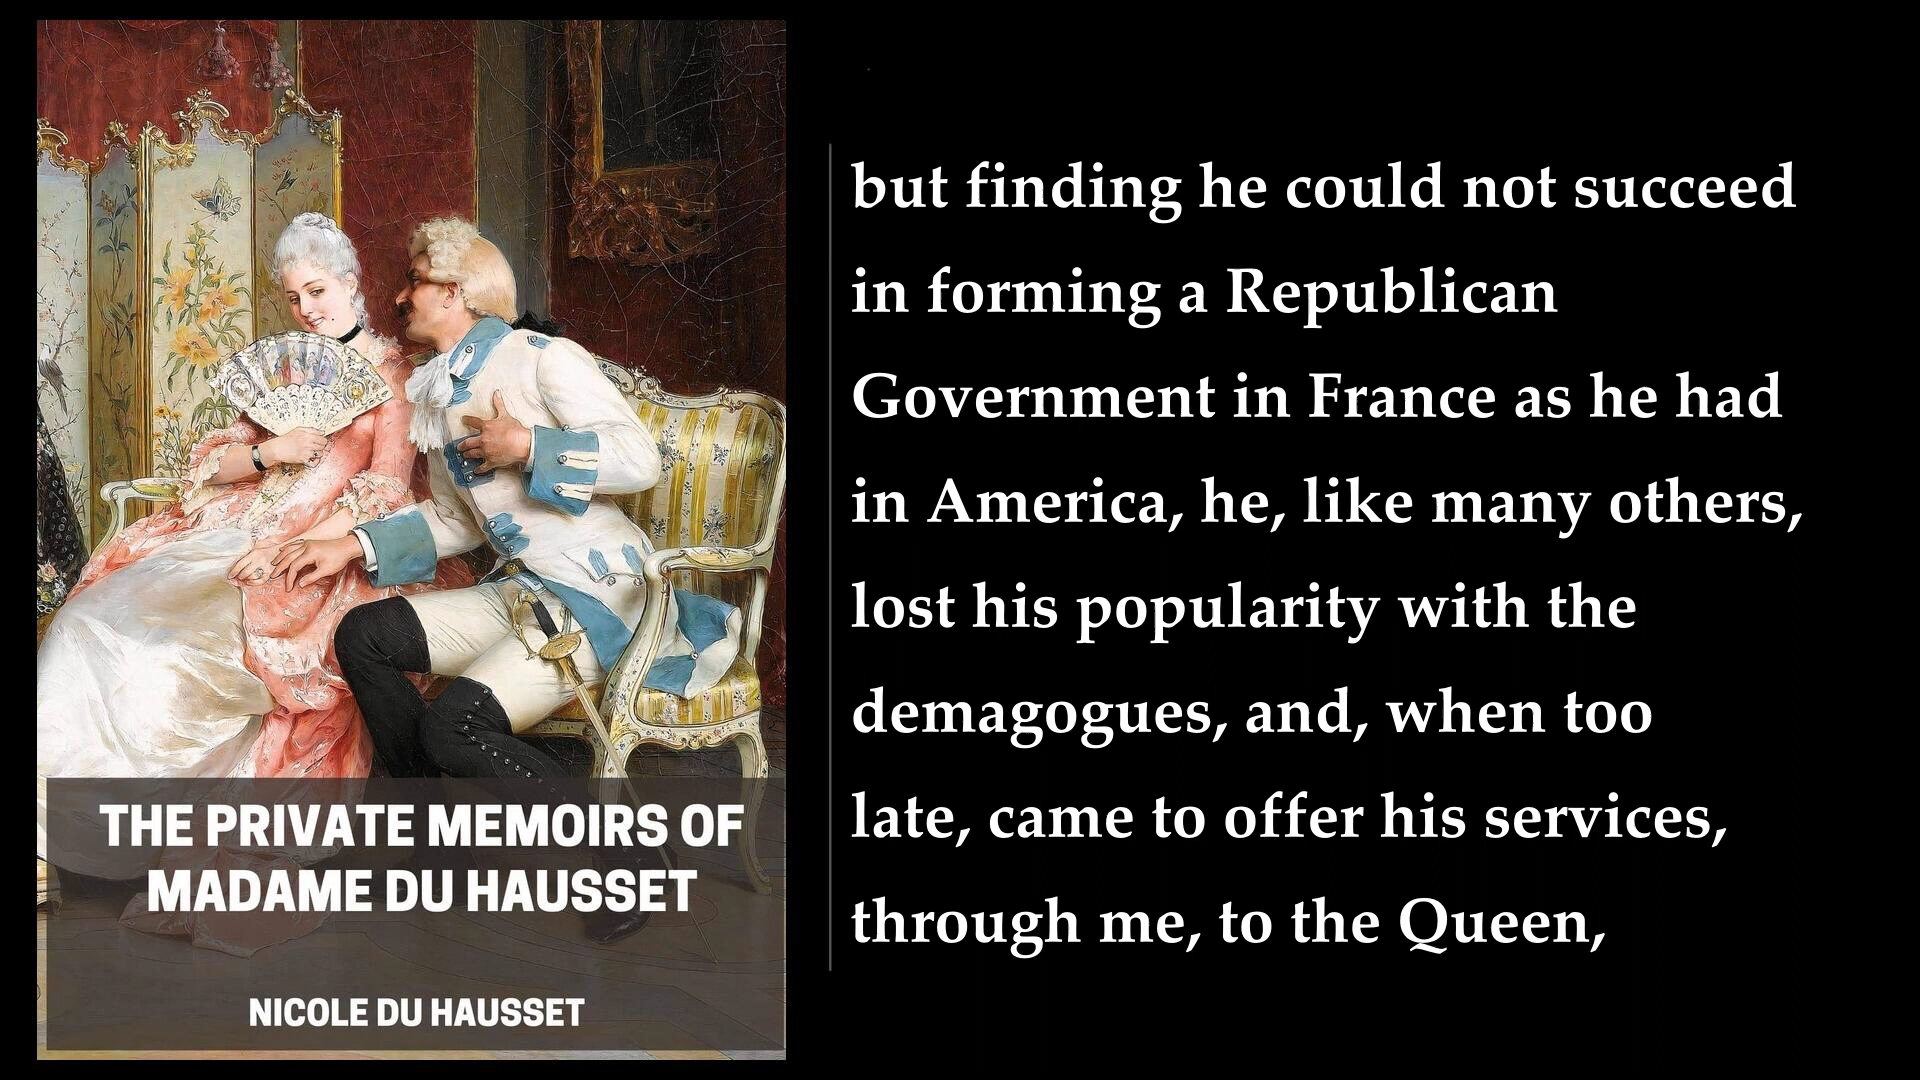 THE PRIVATE MEMOIRS OF
MADAME DU HAUSSET
NICOLE DU HAUSSET
but finding he could not succeed
in forming a Republican
Government in France as he had
in America, he, like many others,
lost his popularity with the
demagogues, and, when too
late, came to offer his services,
through me, to the Queen,